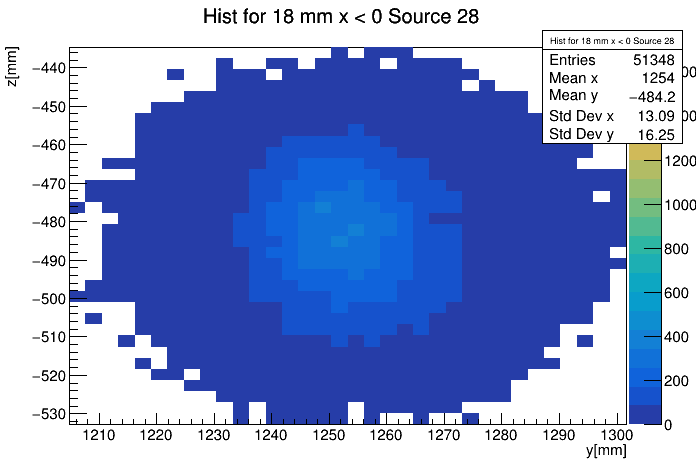 Hist for 18 mm x < 0 Source 28
z[mm]
Hist for 18 mm x < 0 Source 28
Entries 51348
Mean x 1254
Mean y −484.2
Std Dev x 13.09
Std Dev y 16.25
−440
−450
−460
−470
−480
−490
−500
−510
−520
−530
1210 1220 1230 1240 1250 1260 1270 1280 1290 1300
y[mm]
1200
1000
800
600
400
200
0